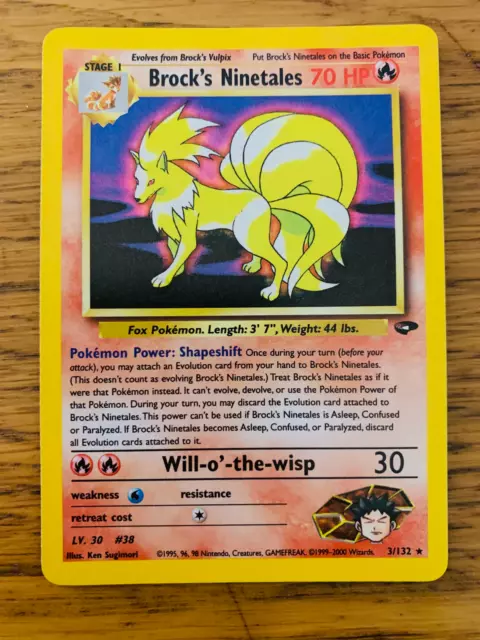 Evolves from Brock's Vulpix Put Brock's Ninetales on the Basic Pokémon
STAGE 1
Brock's Ninetales 70 HP
Fox Pokémon. Length: 3' 7", Weight: 44 lbs.
Pokémon Power: Shapeshift Once during your turn (before your
attack), you may attach an Evolution card from your hand to Brock's Ninetales.
(This doesn't count as evolving Brock's Ninetales.) Treat Brock's Ninetales as if it
were that Pokémon instead. It can't evolve, devolve, or use the Pokémon Power of
that Pokémon. During your turn, you may discard the Evolution card attached to
Brock's Ninetales. This power can't be used if Brock's Ninetales is Asleep, Confused
or Paralyzed. If Brock's Ninetales becomes Asleep, Confused, or Paralyzed, discard
all Evolution cards attached to it.
Will-o'-the-wisp 30
weakness resistance
retreat cost
LV. 30 #38
Illus. Ken Sugimori ©1995, 96, 98 Nintendo, Creatures, GAMEFREAK. ©1999-2000 Wizards. 3/132 ★